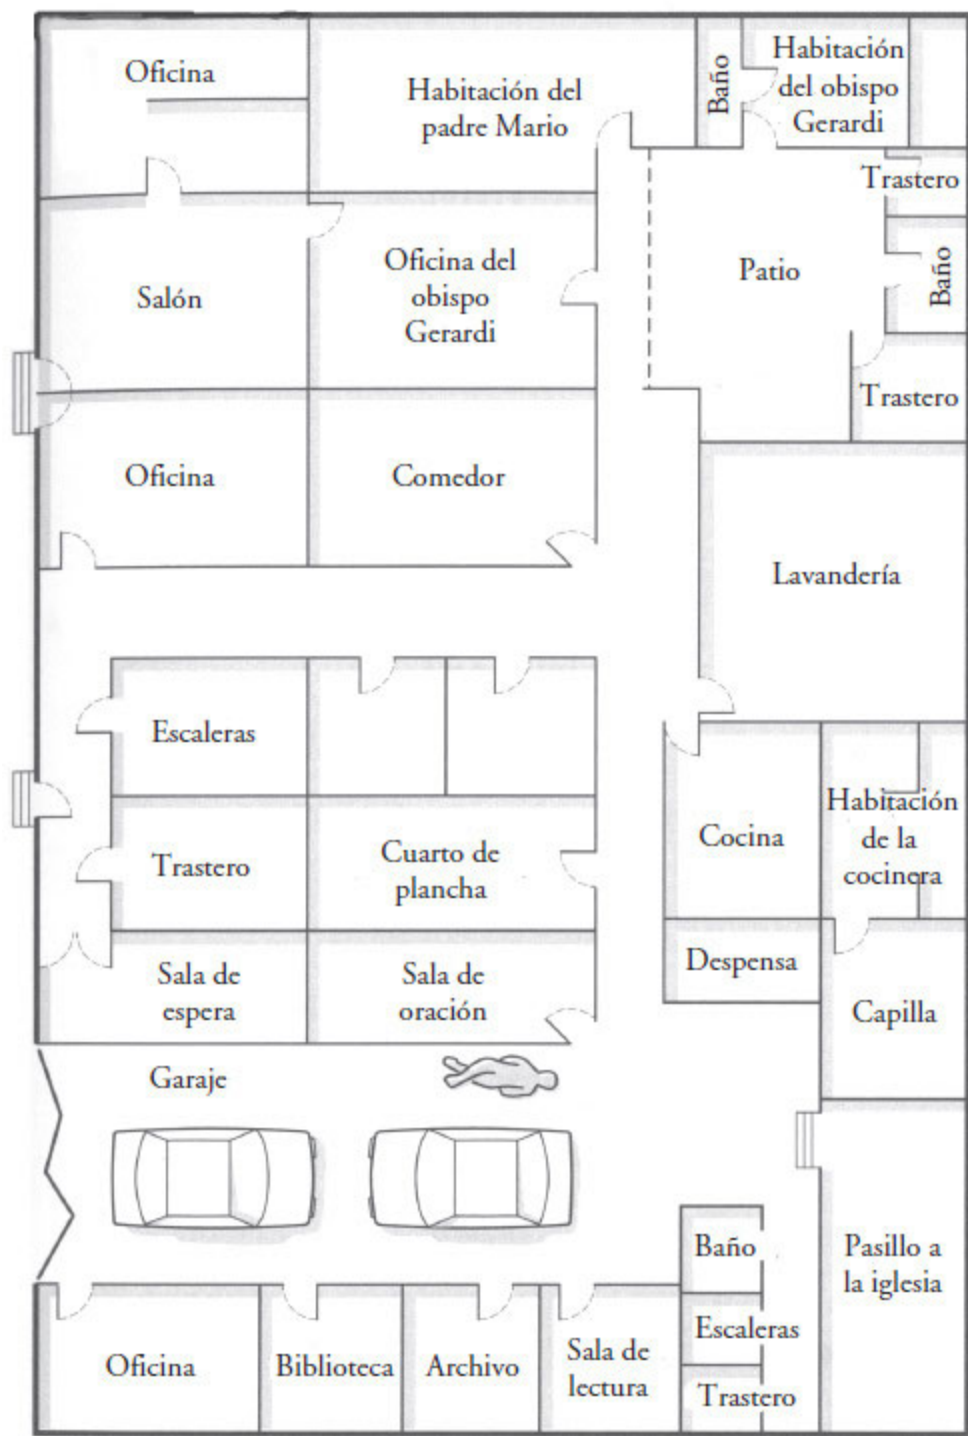 Oficina
Habitación del
padre Mario
Baño
Habitación
del obispo
Gerardi
Trastero
Salón
Oficina del
obispo
Gerardi
Patio
Baño
Trastero
Oficina
Comedor
Lavandería
Escaleras
Trastero
Cuarto de
plancha
Cocina
Habitación
de la
cocinera
Sala de
espera
Sala de
oración
Despensa
Capilla
Garaje
Baño
Pasillo a
la iglesia
Escaleras
Oficina
Biblioteca
Archivo
Sala de
lectura
Trastero